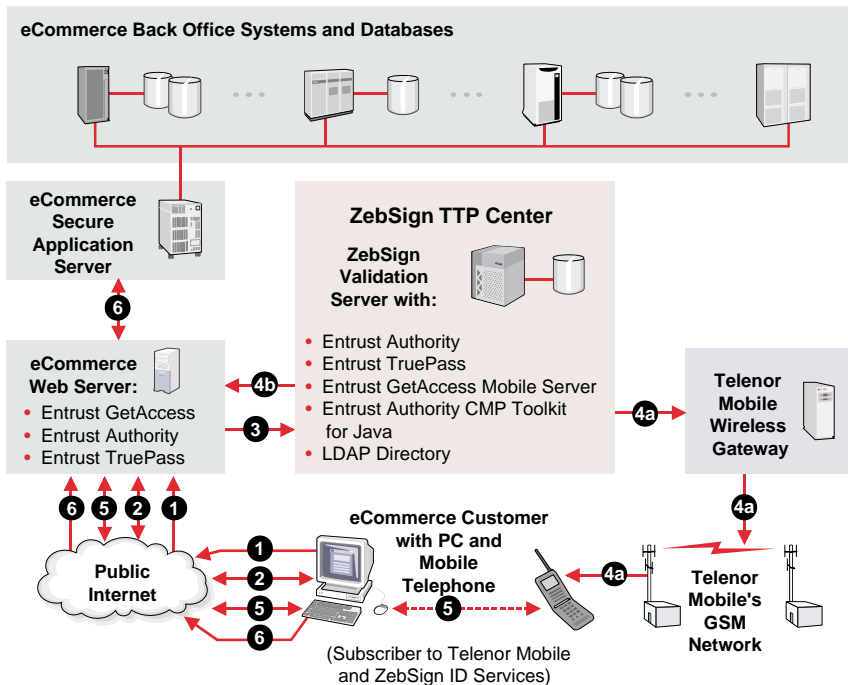 eCommerce Back Office Systems and Databases
eCommerce
Secure
Application
Server
6
eCommerce
Web Server:
• Entrust GetAccess
• Entrust Authority
• Entrust TruePass
ZebSign TTP Center
ZebSign
Validation
Server with:
• Entrust Authority
• Entrust TruePass
• Entrust GetAccess Mobile Server
• Entrust Authority CMP Toolkit
for Java
• LDAP Directory
4b
3
4a
Telenor
Mobile
Wireless
Gateway
4a
6
5
2
1
Public
Internet
1
2
5
6
eCommerce Customer
with PC and
Mobile
Telephone
5
4a
Telenor
Mobile's
GSM
Network
(Subscriber to Telenor Mobile
and ZebSign ID Services)